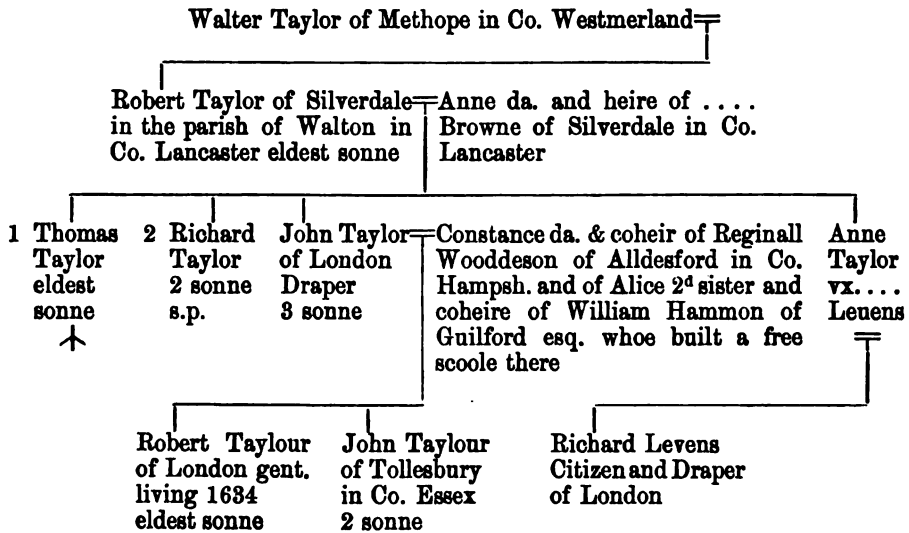 Walter Taylor of Methope in Co. Westmerland
Robert Taylor of Silverdale
in the parish of Walton in
Co. Lancaster eldest sonne
Anne da. and heire of . . . .
Browne of Silverdale in Co.
Lancaster
1 Thomas
Taylor
eldest
sonne
2 Richard
Taylor
2 sonne
s.p.
John Taylor
of London
Draper
3 sonne
Constance da. & coheir of Reginall
Wooddeson of Alldesford in Co.
Hampsh. and of Alice 2d sister and
coheire of William Hammon of
Guilford esq. whoe built a free
scoole there
Anne
Taylor
vx. . . .
Leuens
Robert Taylour
of London gent.
living 1634
eldest sonne
John Taylour
of Tollesbury
in Co. Essex
2 sonne
Richard Levens
Citizen and Draper
of London